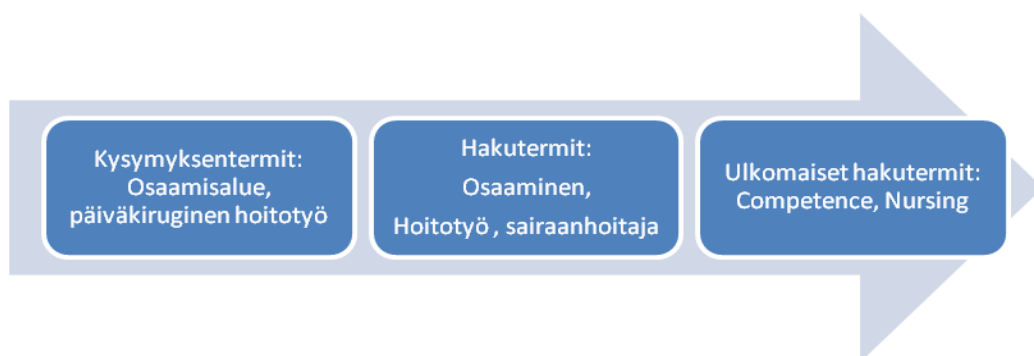 Kysymyksentermit:
Osaamisalue,
päiväkiruginen hoitotyö
Hakutermit:
Osaaminen,
Hoitotyö , sairaanhoitaja
Ulkomaiset hakutermit:
Competence, Nursing